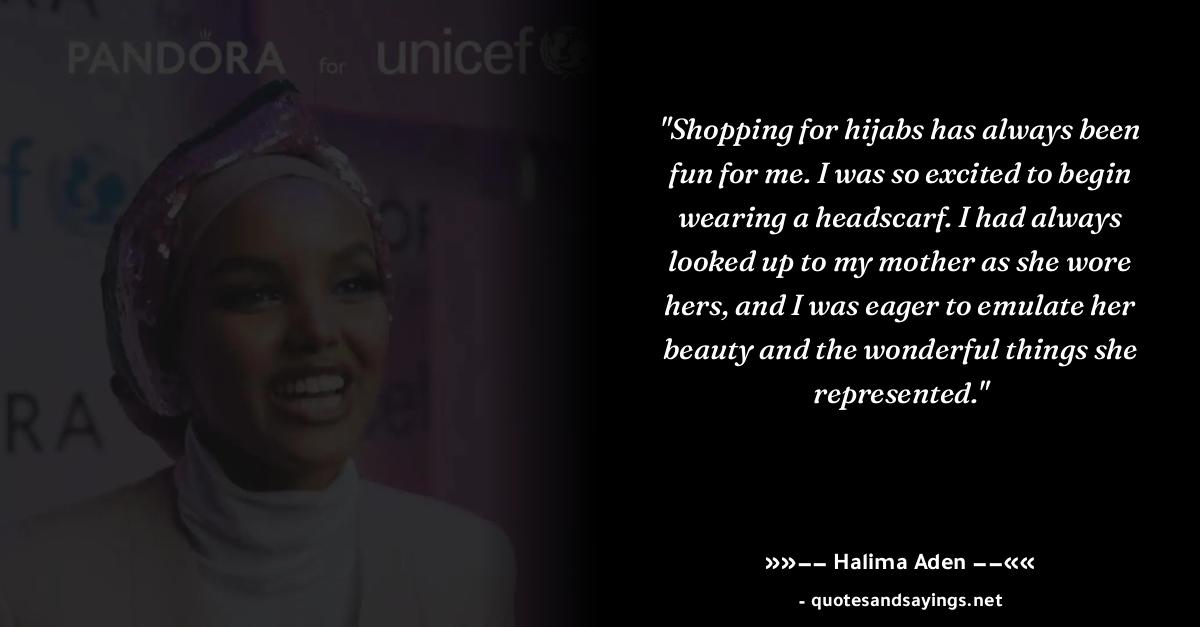 PANDORA for unicef
"Shopping for hijabs has always been
fun for me. I was so excited to begin
wearing a headscarf. I had always
looked up to my mother as she wore
hers, and I was eager to emulate her
beauty and the wonderful things she
represented."
f
RA
»»−− Halima Aden −−««
- quotesandsayings.net